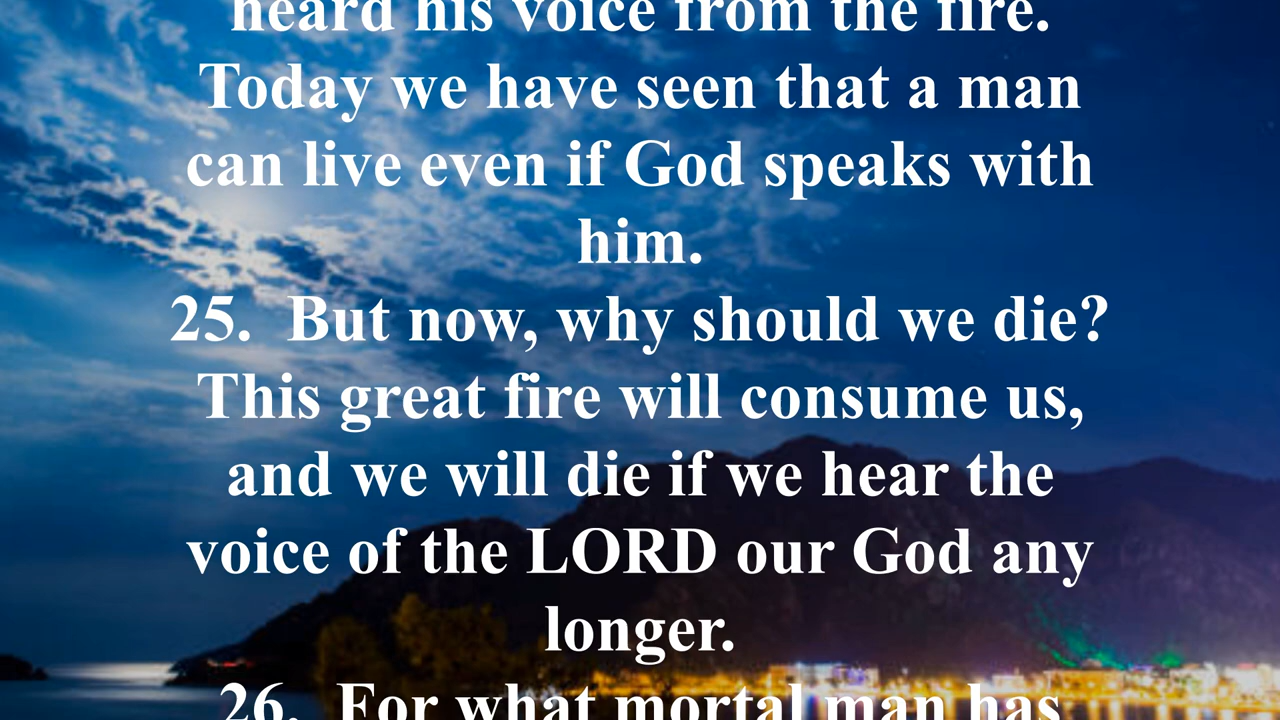 heard his voice from the fire.
Today we have seen that a man
can live even if God speaks with
him.
25.  But now, why should we die?
This great fire will consume us,
and we will die if we hear the
voice of the LORD our God any
longer.
26.  For what mortal man has